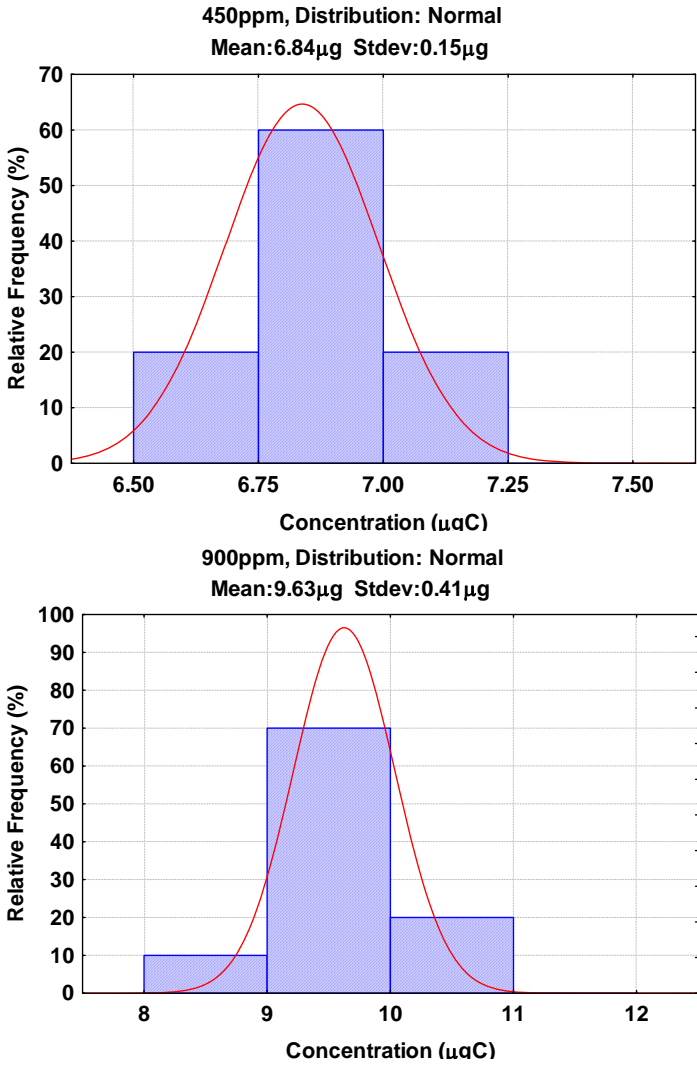 450ppm, Distribution: Normal
Mean:6.84μg Stdev:0.15μg
70
60
50
40
30
20
10
0
Relative Frequency (%)
6.50 6.75 7.00 7.25 7.50
Concentration (μgC)
900ppm, Distribution: Normal
Mean:9.63μg Stdev:0.41μg
100
90
80
70
60
50
40
30
20
10
0
Relative Frequency (%)
8 9 10 11 12
Concentration (μgC)